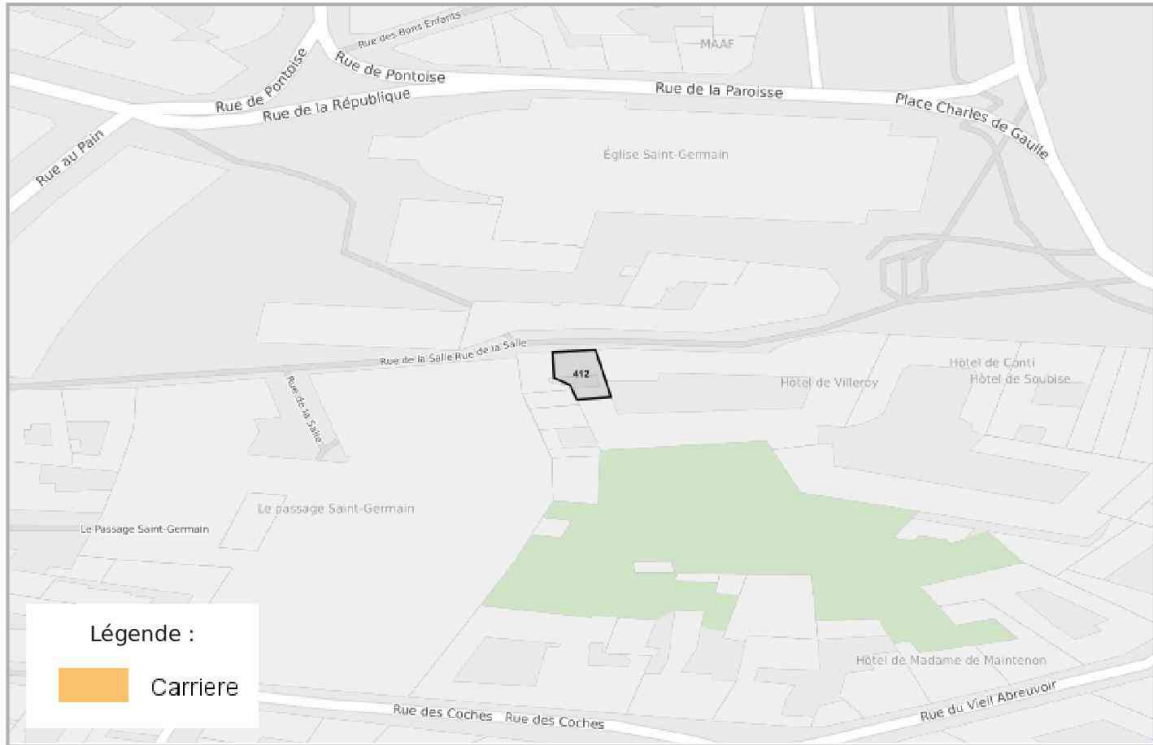 Rue des Bons Enfants
MAAF
Rue de Pontoise
Rue de Pontoise
Rue de la République
Rue de la Paroisse
Place Charles de Gaulle
Rue au Pain
Église Saint-Germain
Rue de la Salle Rue de la Salle
412
Hôtel de Conti
Hôtel de Villeroy
Hôtel de Soubise
Rue de la Salle
Le passage Saint-Germain
Le Passage Saint-Germain
Légende :
Carriere
Hôtel de Madame de Maintenon
Rue des Coches Rue des Coches
Rue du Vieil Abreuvoir